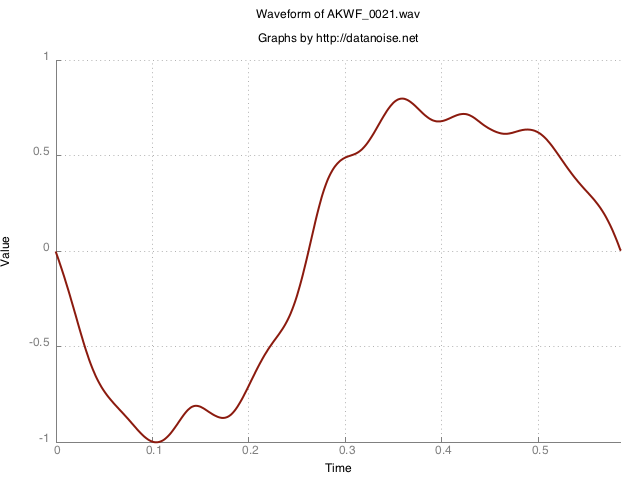 Waveform of AKWF_0021.wav
Graphs by http://datanoise.net
1
0.5
0
-0.5
-1
Value
0 0.1 0.2 0.3 0.4 0.5
Time